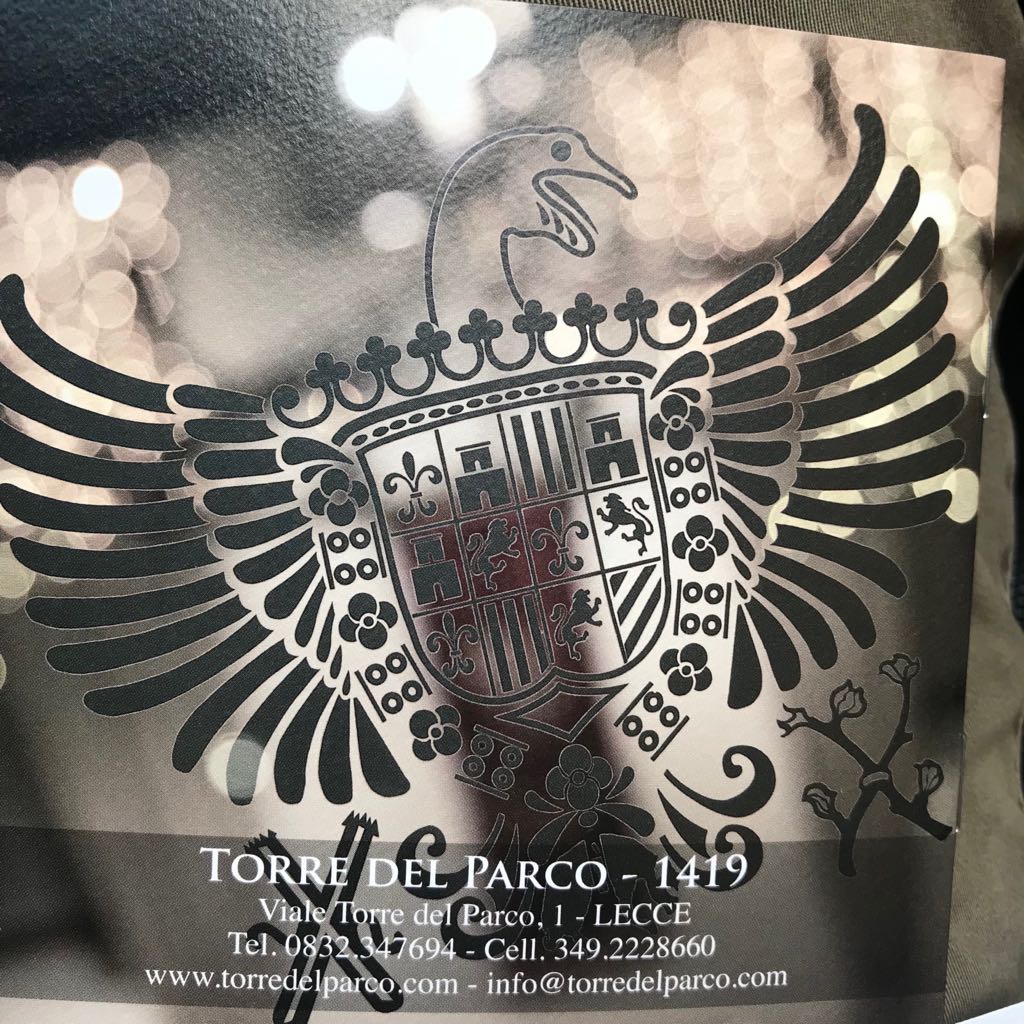 TORRE DEL PARCO - 1419
Viale Torre del Parco, 1 - LECCE
Tel. 0832.347694 - Cell. 349.2228660
www.torredelparco.com - info@torredelparco.com